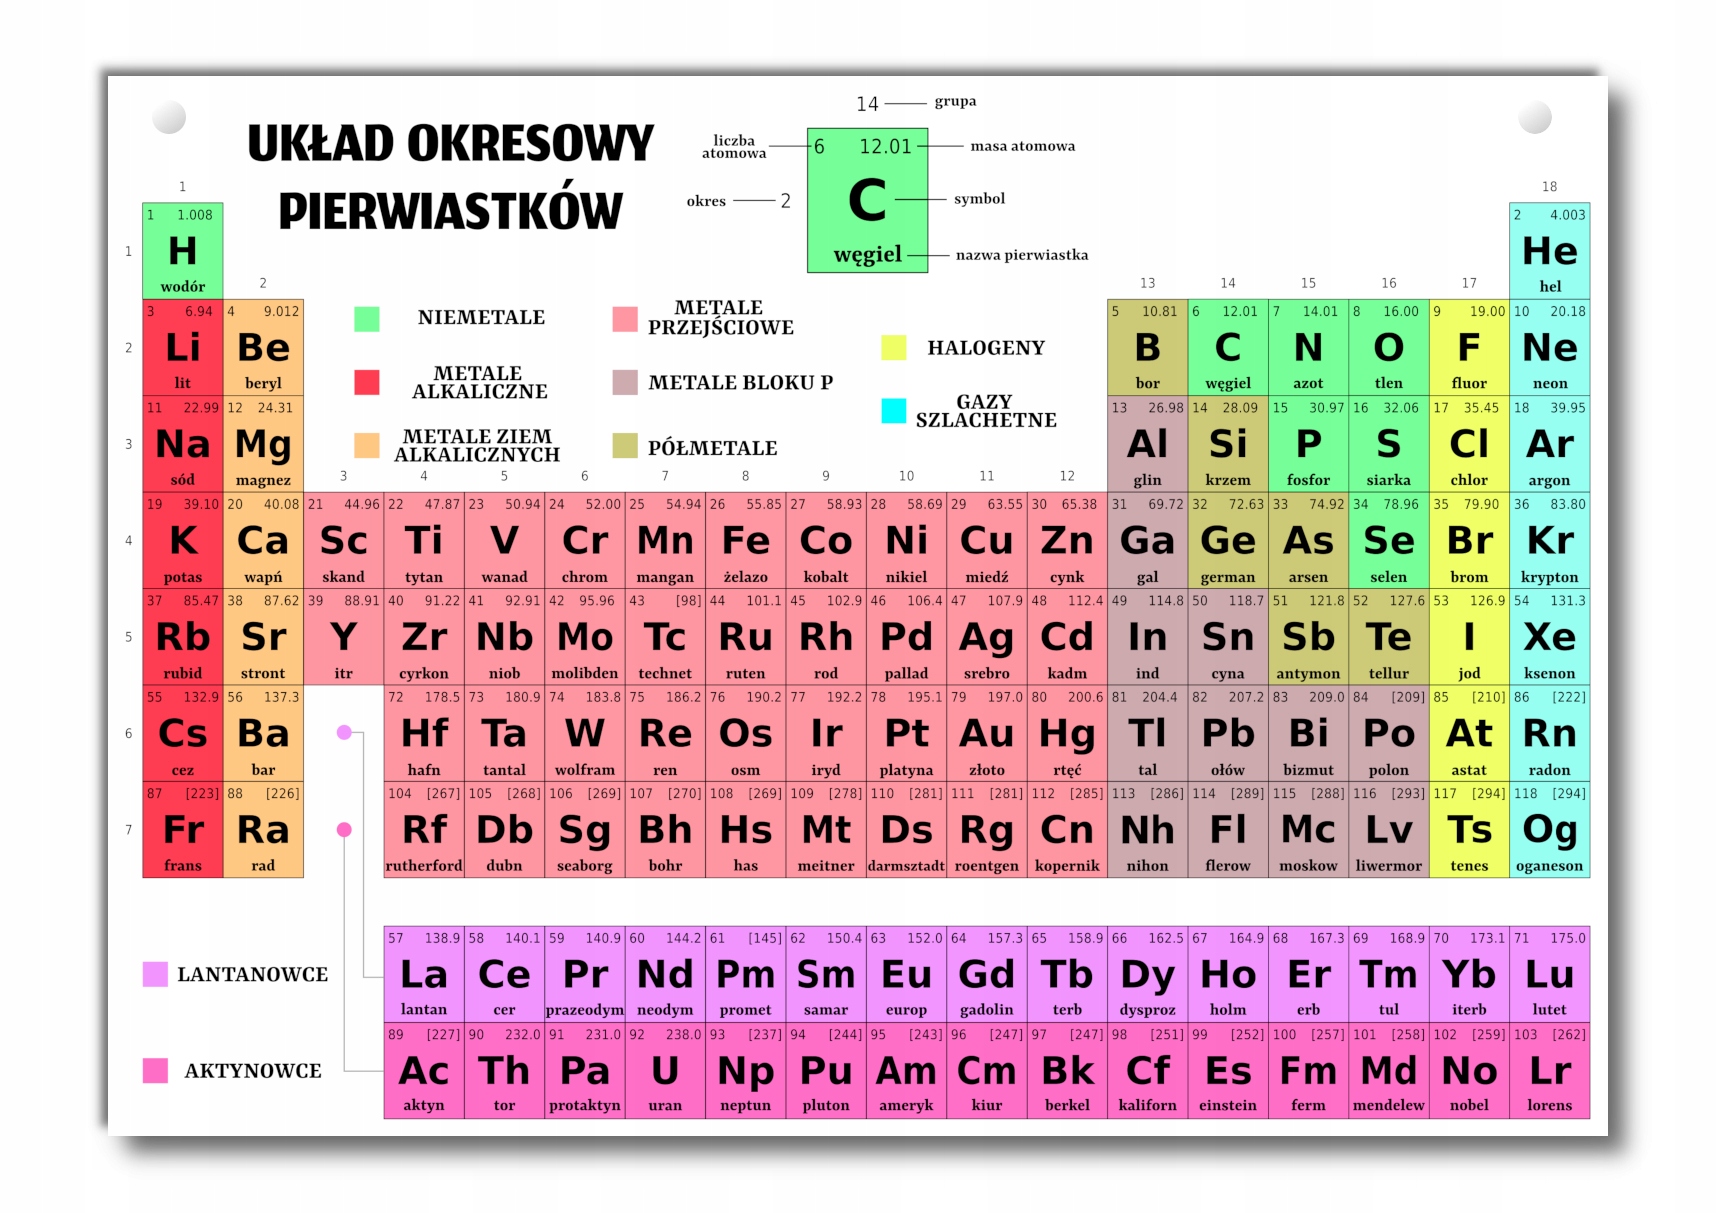 UKŁAD OKRESOWY
PIERWIASTKÓW
14 grupa
liczba
atomowa
6 12.01 masa atomowa
okres 2 C symbol
węgiel nazwa pierwiastka
NIEMETALE
METALE
ALKALICZNE
METALE ZIEM
ALKALICZNYCH
METALE
PRZEJŚCIOWE
METALE BLOKU P
PÓŁMETALE
HALOGENY
GAZY
SZLACHETNE
1 18
1 1.008 2 4.003
1 H He
wodór hel
2 13 14 15 16 17
3 6.94 4 9.012 5 10.81 6 12.01 7 14.01 8 16.00 9 19.00 10 20.18
2 Li Be B C N O F Ne
lit beryl bor węgiel azot tlen fluor neon
11 22.99 12 24.31 13 26.98 14 28.09 15 30.97 16 32.06 17 35.45 18 39.95
3 Na Mg Al Si P S Cl Ar
sód magnez glin krzem fosfor siarka chlor argon
3 4 5 6 7 8 9 10 11 12
19 39.10 20 40.08 21 44.96 22 47.87 23 50.94 24 52.00 25 54.94 26 55.85 27 58.93 28 58.69 29 63.55 30 65.38 31 69.72 32 72.63 33 74.92 34 78.96 35 79.90 36 83.80
4 K Ca Sc Ti V Cr Mn Fe Co Ni Cu Zn Ga Ge As Se Br Kr
potas wapń skand tytan wanad chrom mangan żelazo kobalt nikiel miedź cynk gal german arsen selen brom krypton
37 85.47 38 87.62 39 88.91 40 91.22 41 92.91 42 95.96 43 [98] 44 101.1 45 102.9 46 106.4 47 107.9 48 112.4 49 114.8 50 118.7 51 121.8 52 127.6 53 126.9 54 131.3
5 Rb Sr Y Zr Nb Mo Tc Ru Rh Pd Ag Cd In Sn Sb Te I Xe
rubid stront itr cyrkon niob molibden technet ruten rod pallad srebro kadm ind cyna antymon tellur jod ksenon
55 132.9 56 137.3 72 178.5 73 180.9 74 183.8 75 186.2 76 190.2 77 192.2 78 195.1 79 197.0 80 200.6 81 204.4 82 207.2 83 209.0 84 [209] 85 [210] 86 [222]
6 Cs Ba Hf Ta W Re Os Ir Pt Au Hg Tl Pb Bi Po At Rn
cez bar hafn tantal wolfram ren osm iryd platyna złoto rtęć tal ołów bizmut polon astat radon
87 [223] 88 [226] 104 [267] 105 [268] 106 [269] 107 [270] 108 [269] 109 [278] 110 [281] 111 [281] 112 [285] 113 [286] 114 [289] 115 [288] 116 [293] 117 [294] 118 [294]
7 Fr Ra Rf Db Sg Bh Hs Mt Ds Rg Cn Nh Fl Mc Lv Ts Og
frans rad rutherford dubn seaborg bohr has meitner darmsztadt roentgen kopernik nihon flerow moskow liwermor tenes oganeson
57 138.9 58 140.1 59 140.9 60 144.2 61 [145] 62 150.4 63 152.0 64 157.3 65 158.9 66 162.5 67 164.9 68 167.3 69 168.9 70 173.1 71 175.0
LANTANOWCE La Ce Pr Nd Pm Sm Eu Gd Tb Dy Ho Er Tm Yb Lu
lantan cer prazeodym neodym promet samar europ gadolin terb dysproz holm erb tul iterb lutet
89 [227] 90 232.0 91 231.0 92 238.0 93 [237] 94 [244] 95 [243] 96 [247] 97 [247] 98 [251] 99 [252] 100 [257] 101 [258] 102 [259] 103 [262]
AKTYNOWCE Ac Th Pa U Np Pu Am Cm Bk Cf Es Fm Md No Lr
aktyn tor protaktyn uran neptun pluton ameryk kiur berkel kaliforn einstein ferm mendelew nobel lorens